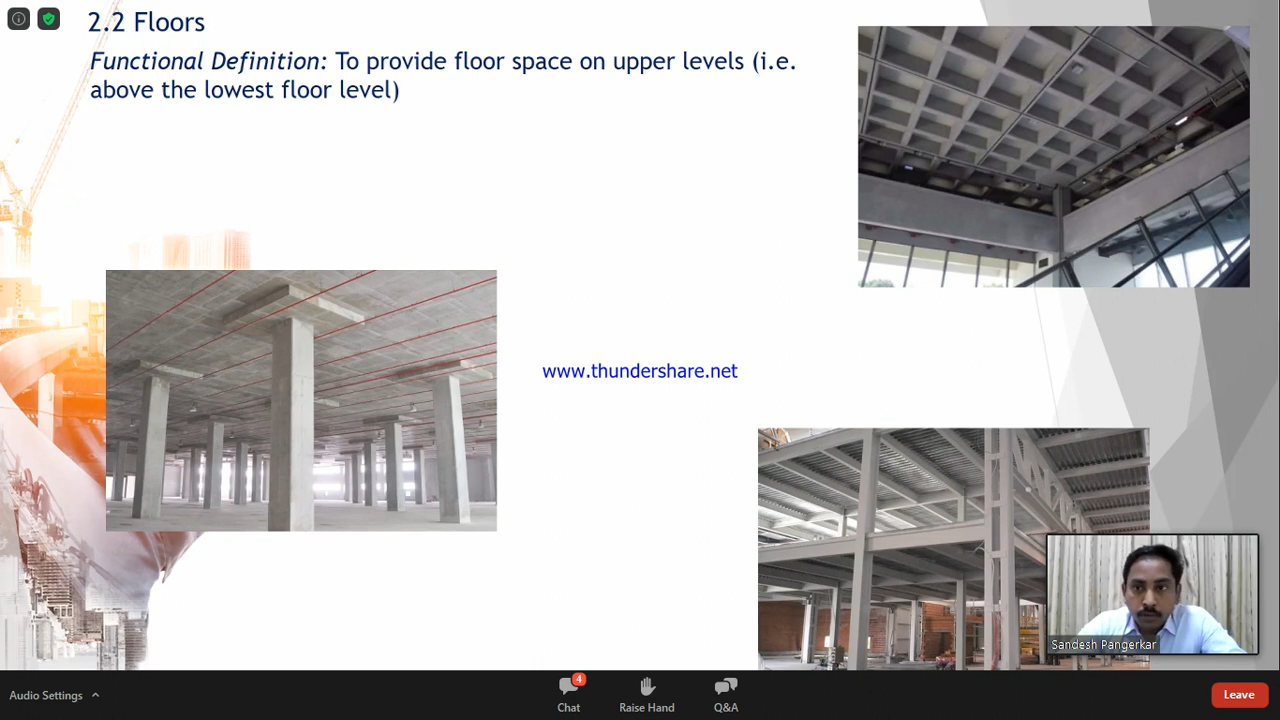 2.2 Floors
Functional Definition: To provide floor space on upper levels (i.e.
above the lowest floor level)
www.thundershare.net
Sandesh Pangerkar
Audio Settings
4
Chat
Raise Hand
Q&A
Leave